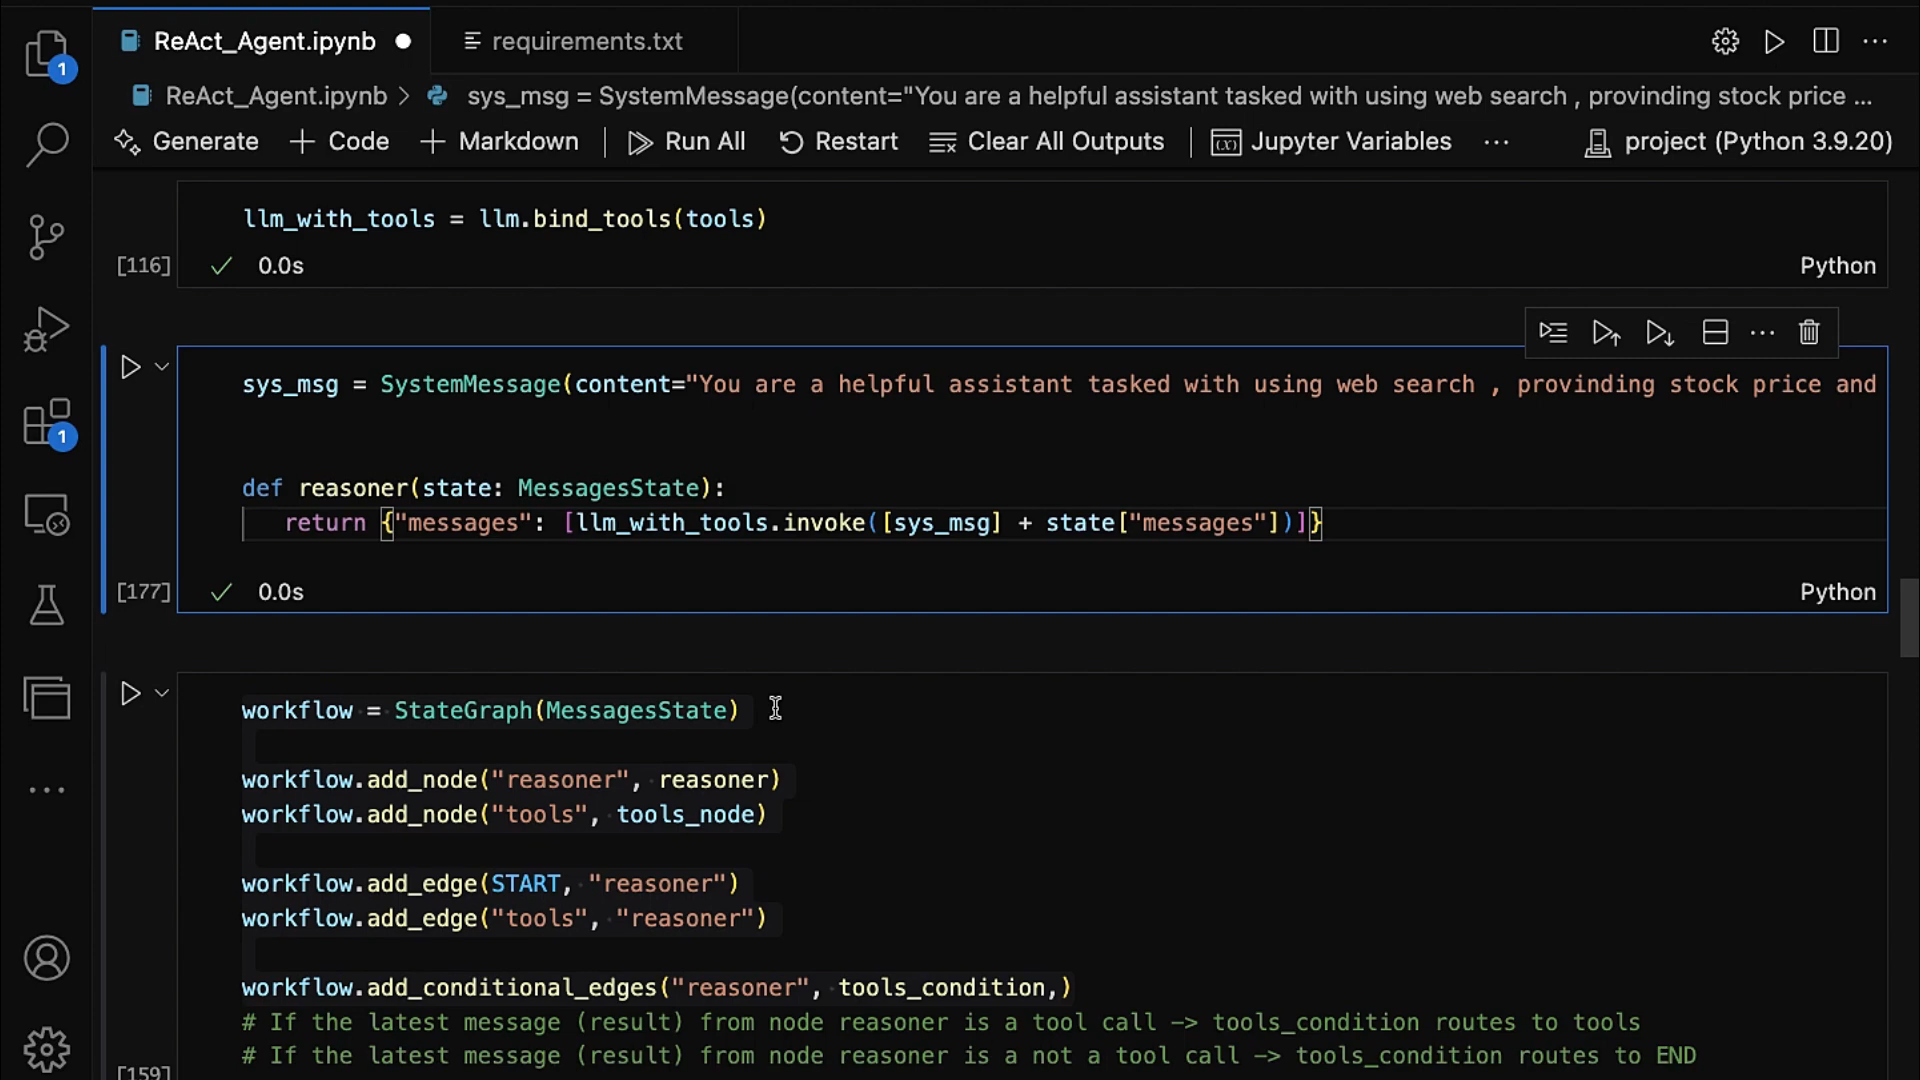 ReAct_Agent.ipynb
requirements.txt
1
ReAct_Agent.ipynb > sys_msg = SystemMessage(content="You are a helpful assistant tasked with using web search , provinding stock price ...
Generate + Code + Markdown Run All Restart Clear All Outputs Jupyter Variables ... project (Python 3.9.20)
llm_with_tools = llm.bind_tools(tools)
[116] 0.0s Python
1
sys_msg = SystemMessage(content="You are a helpful assistant tasked with using web search , provinding stock price and
def reasoner(state: MessagesState):
return {"messages": [llm_with_tools.invoke([sys_msg] + state["messages"])]}
[177] 0.0s Python
workflow = StateGraph(MessagesState)
workflow.add_node("reasoner", reasoner)
workflow.add_node("tools", tools_node)
workflow.add_edge(START, "reasoner")
workflow.add_edge("tools", "reasoner")
workflow.add_conditional_edges("reasoner", tools_condition,)
# If the latest message (result) from node reasoner is a tool call -> tools_condition routes to tools
# If the latest message (result) from node reasoner is a not a tool call -> tools_condition routes to END
[159]